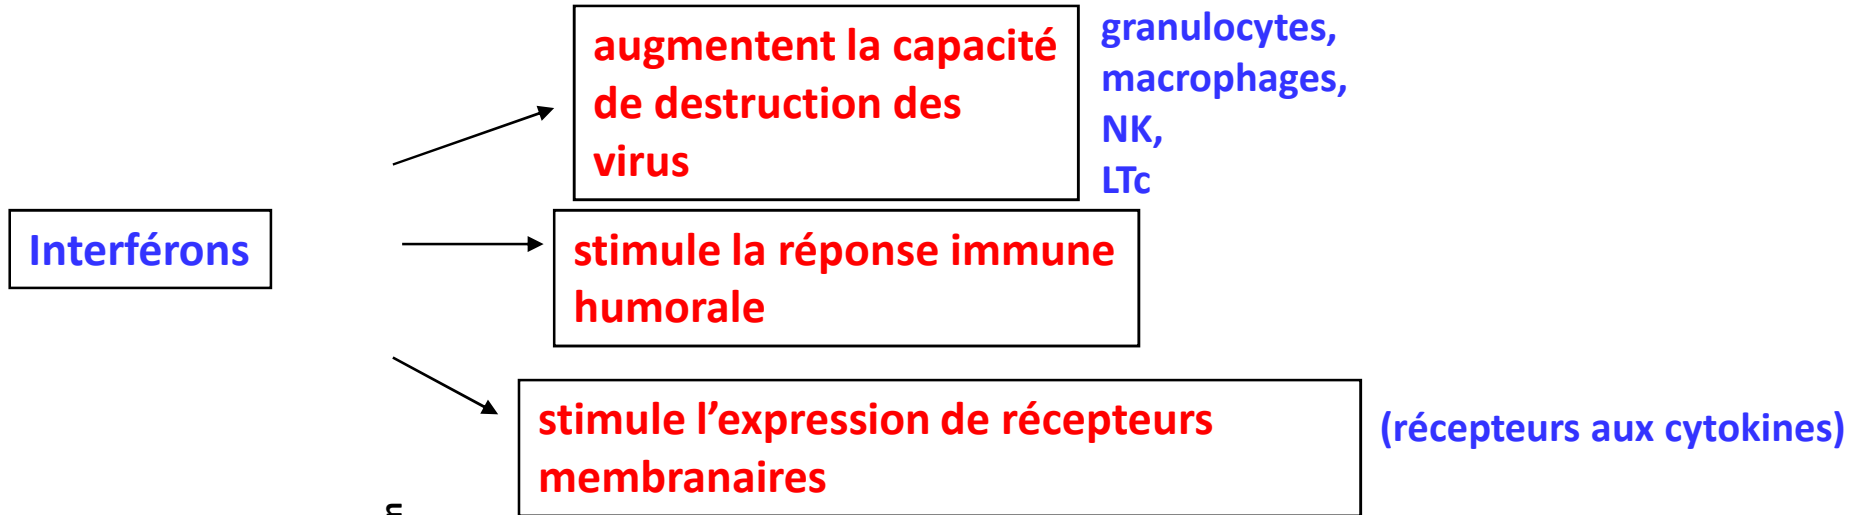 augmentent la capacité
de destruction des
virus
granulocytes,
macrophages,
NK,
LTc
Interférons
stimule la réponse immune
humorale
stimule l’expression de récepteurs
membranaires
(récepteurs aux cytokines)
n